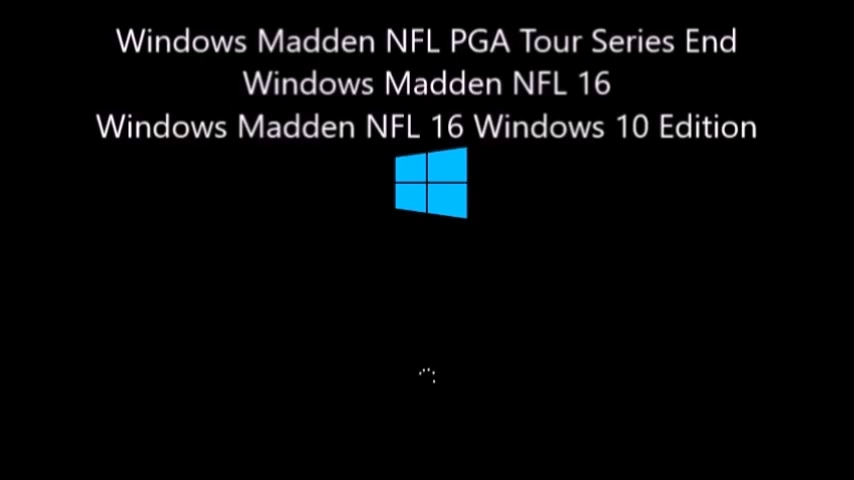 Windows Madden NFL PGA Tour Series End
Windows Madden NFL 16
Windows Madden NFL 16 Windows 10 Edition